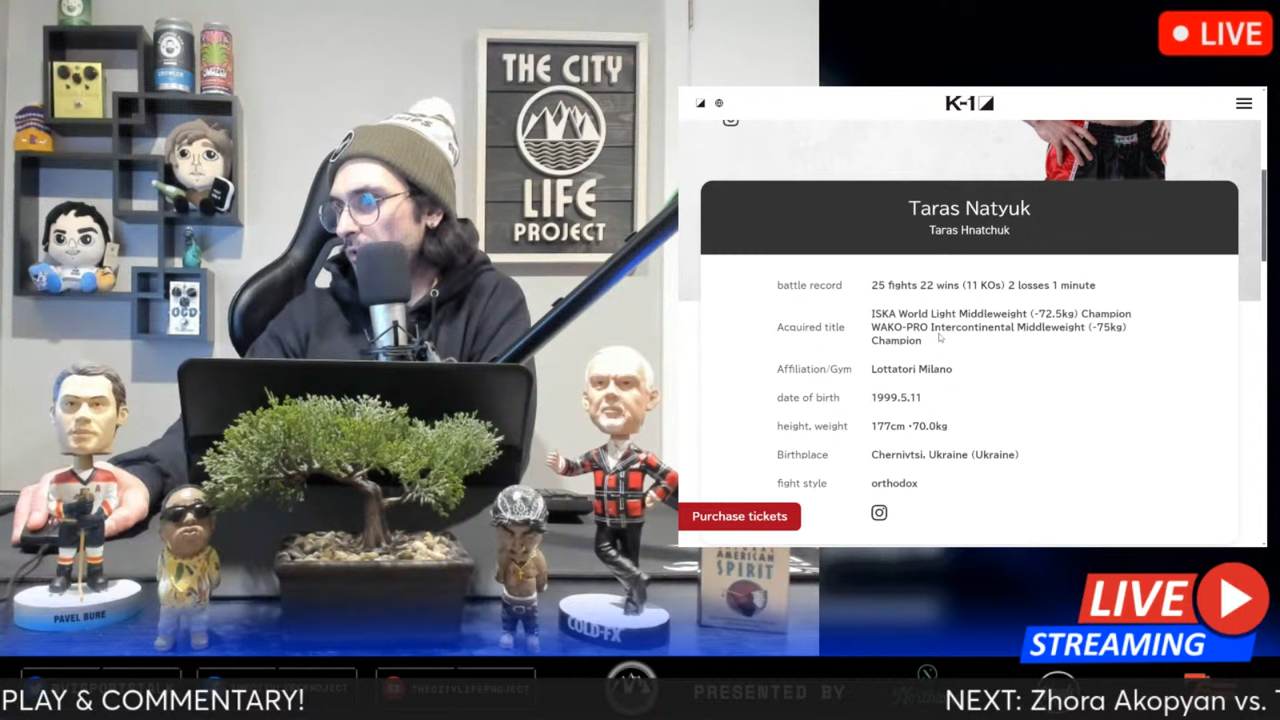 LIVE
THE CITY
LIFE
PROJECT
OCD
K-1
Taras Natyuk
Taras Hnatchuk
battle record 25 fights 22 wins (11 KOs) 2 losses 1 minute
Acquired title ISKA World Light Middleweight (-72.5kg) Champion
WAKO-PRO Intercontinental Middleweight (-75kg)
Champion
Affiliation/Gym Lottatori Milano
date of birth 1999.5.11
height, weight 177cm・70.0kg
Birthplace Chernivtsi, Ukraine (Ukraine)
fight style orthodox
Purchase tickets
PAVEL BURE
COLD-FX
AMERICAN
SPIRIT
LIVE
STREAMING
THECITYLIFEPROJECT
PRESENTED BY
PLAY & COMMENTARY!
NEXT: Zhora Akopyan vs.